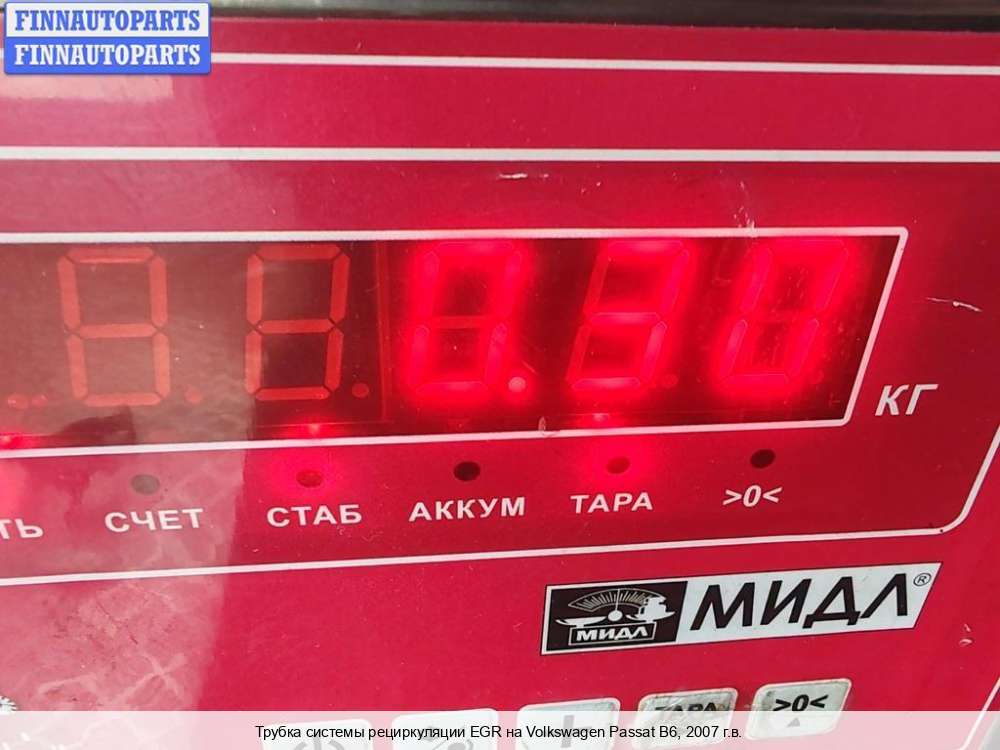 FINNAUTOPARTS
FINNAUTOPARTS
0.30
КГ
СЧЕТ СТАБ АККУМ ТАРА >0<
МИДЛ МИДЛ®
ТАРА >0<
Трубка системы рециркуляции EGR на Volkswagen Passat B6, 2007 г.в.